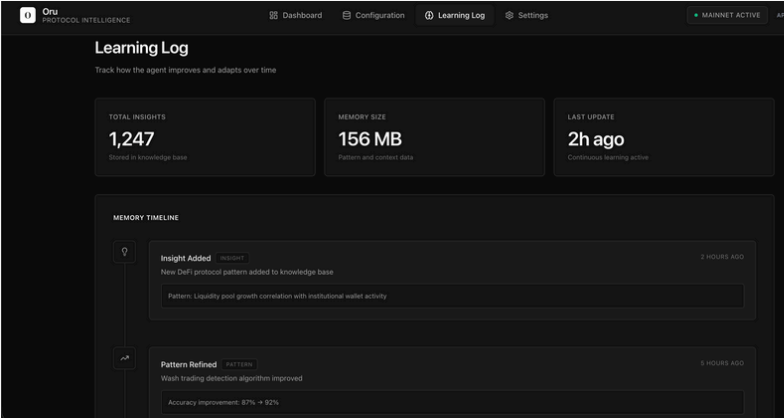 Oru
PROTOCOL INTELLIGENCE
Dashboard
Configuration
Learning Log
Settings
MAINNET ACTIVE
Learning Log
Track how the agent improves and adapts over time
TOTAL INSIGHTS
1,247
Stored in knowledge base
MEMORY SIZE
156 MB
Pattern and context data
LAST UPDATE
2h ago
Continuous learning active
MEMORY TIMELINE
Insight Added INSIGHT 2 HOURS AGO
New DeFi protocol pattern added to knowledge base
Pattern: Liquidity pool growth correlation with institutional wallet activity
Pattern Refined PATTERN 5 HOURS AGO
Wash trading detection algorithm improved
Accuracy improvement: 87% → 92%